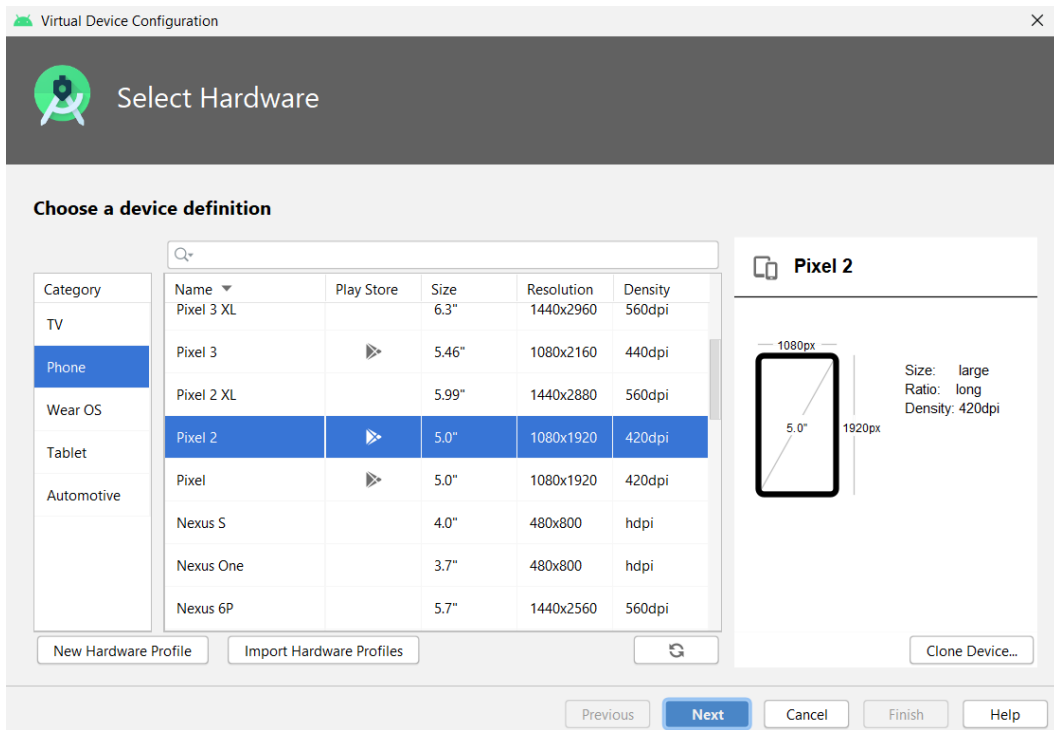 Virtual Device Configuration
Select Hardware
Choose a device definition
Category
TV
Phone
Wear OS
Tablet
Automotive
Name Play Store Size Resolution Density
Pixel 3 XL 6.3" 1440x2960 560dpi
Pixel 3 5.46" 1080x2160 440dpi
Pixel 2 XL 5.99" 1440x2880 560dpi
Pixel 2 5.0" 1080x1920 420dpi
Pixel 5.0" 1080x1920 420dpi
Nexus S 4.0" 480x800 hdpi
Nexus One 3.7" 480x800 hdpi
Nexus 6P 5.7" 1440x2560 560dpi
New Hardware Profile Import Hardware Profiles
Pixel 2
1080px
5.0" 1920px
Size: large
Ratio: long
Density: 420dpi
Clone Device...
Previous Next Cancel Finish Help